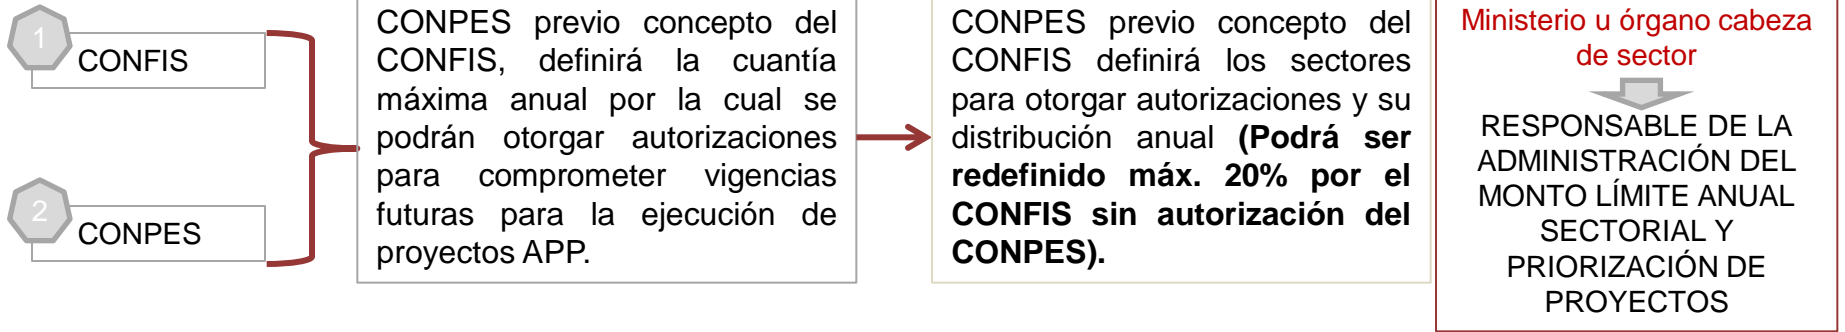 1
CONFIS
2
CONPES
CONPES previo concepto del
CONFIS, definirá la cuantía
máxima anual por la cual se
podrán otorgar autorizaciones
para comprometer vigencias
futuras para la ejecución de
proyectos APP.
CONPES previo concepto del
CONFIS definirá los sectores
para otorgar autorizaciones y su
distribución anual (Podrá ser
redefinido máx. 20% por el
CONFIS sin autorización del
CONPES).
Ministerio u órgano cabeza
de sector
RESPONSABLE DE LA
ADMINISTRACIÓN DEL
MONTO LÍMITE ANUAL
SECTORIAL Y
PRIORIZACIÓN DE
PROYECTOS